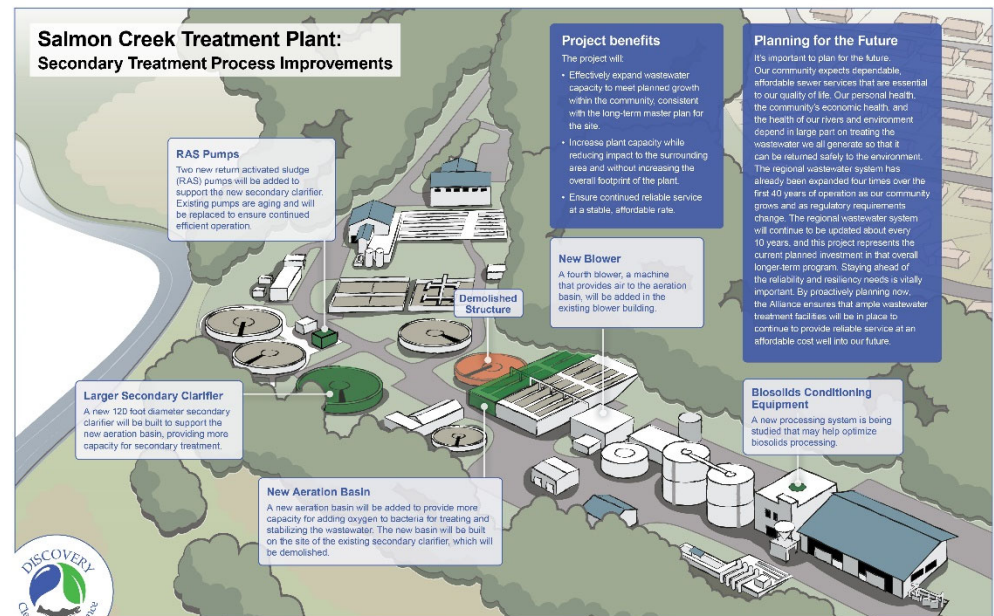 Salmon Creek Treatment Plant:
Secondary Treatment Process Improvements
Project benefits
The project will:
• Effectively expand wastewater
capacity to meet planned growth
within the community, consistent
with the long-term master plan for
the site.
• Increase plant capacity while
reducing impact to the surrounding
area and without increasing the
overall footprint of the plant.
• Ensure continued reliable service
at a stable, affordable rate.
Planning for the Future
It's important to plan for the future.
Our community expects dependable,
affordable sewer services that are essential
to our quality of life. Our personal health,
the community's economic health, and
the health of our rivers and environment
depend in large part on treating the
wastewater we all generate so that it
can be returned safely to the environment.
The regional wastewater system has
already been expanded four times over the
first 40 years of operation as our community
grows and as regulatory requirements
change. The regional wastewater system
will continue to be updated about every
10 years, and this project represents the
current planned investment in that overall
longer-term program. Staying ahead of
the reliability and resiliency needs is vitally
important. By proactively planning now,
the Alliance ensures that ample wastewater
treatment facilities will be in place to
continue to provide reliable service at an
affordable cost well into our future.
RAS Pumps
Two new return activated sludge
(RAS) pumps will be added to
support the new secondary clarifier.
Existing pumps are aging and will
be replaced to ensure continued
efficient operation.
New Blower
A fourth blower, a machine
that provides air to the aeration
basin, will be added in the
existing blower building.
Demolished
Structure
Larger Secondary Clarifier
A new 120 foot diameter secondary
clarifier will be built to support the
new aeration basin, providing more
capacity for secondary treatment.
Biosolids Conditioning
Equipment
A new processing system is being
studied that may help optimize
biosolids processing.
New Aeration Basin
A new aeration basin will be added to provide more
capacity for adding oxygen to bacteria for treating and
stabilizing the wastewater. The new basin will be built
on the site of the existing secondary clarifier, which will
be demolished.
DISCOVERY